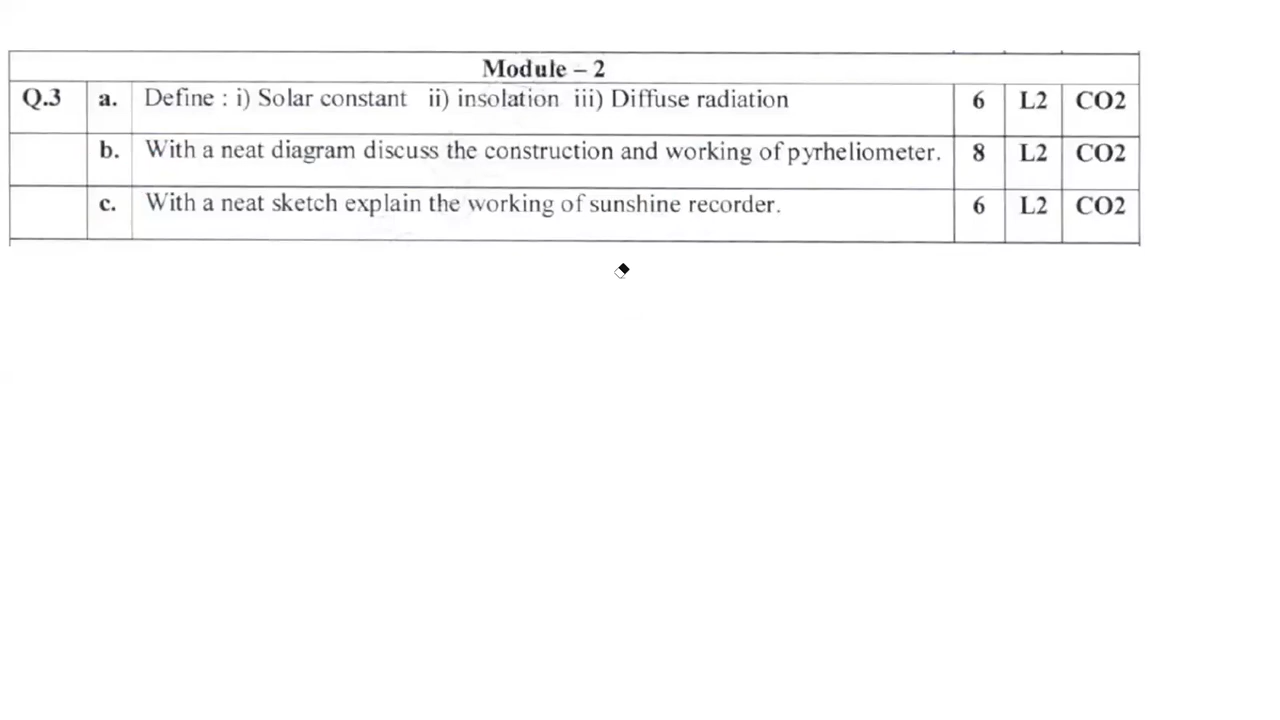 Module – 2
Q.3 a. Define : i) Solar constant ii) insolation iii) Diffuse radiation 6 L2 CO2
b. With a neat diagram discuss the construction and working of pyrheliometer. 8 L2 CO2
c. With a neat sketch explain the working of sunshine recorder. 6 L2 CO2